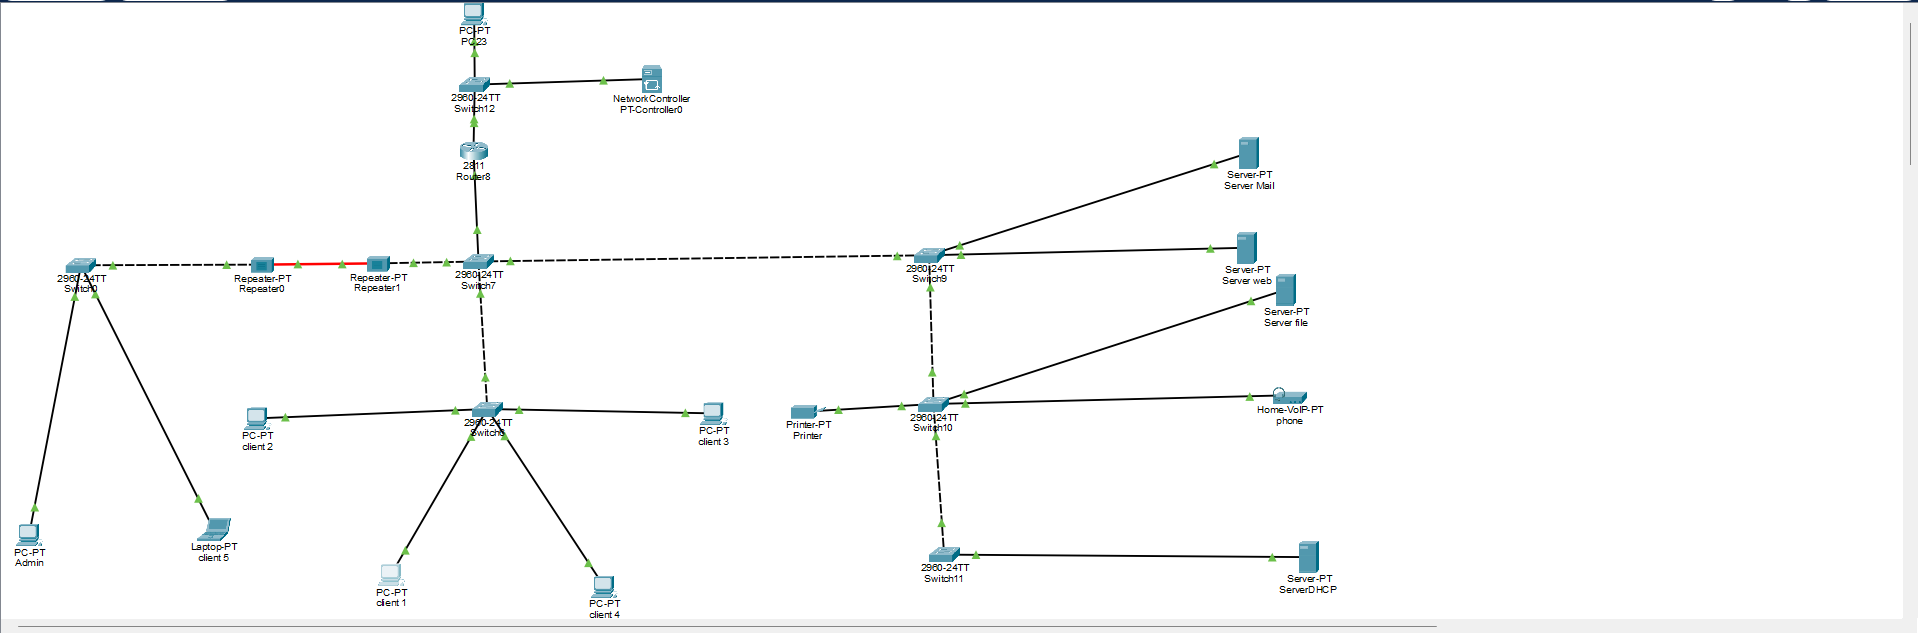 PC-PT
PC23
2960-24TT
Switch12
NetworkController
PT-Controller0
2811
Router8
Server-PT
Server Mail
2960-24TT
Switch0
Repeater-PT
Repeater0
Repeater-PT
Repeater1
2960-24TT
Switch7
2960-24TT
Switch9
Server-PT
Server web
Server-PT
Server file
PC-PT
client 2
2960-24TT
PC-PT
client 3
Printer-PT
Printer
2960-24TT
Switch10
Home-VoIP-PT
phone
PC-PT
Admin
Laptop-PT
client 5
PC-PT
client 1
PC-PT
client 4
2960-24TT
Switch11
Server-PT
ServerDHCP